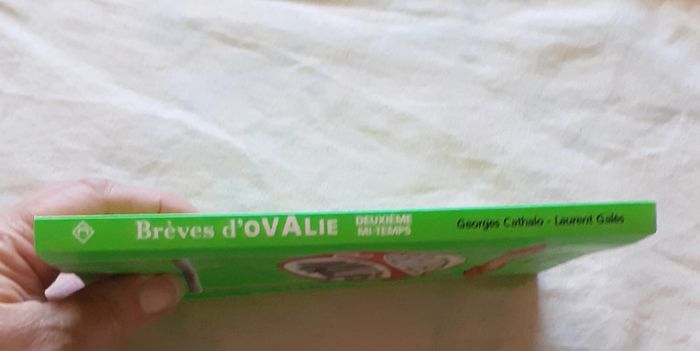 Brèves d'OVALIE
DEUXIÈME
MI-TEMPS
Georges Cathalo - Laurent Galès